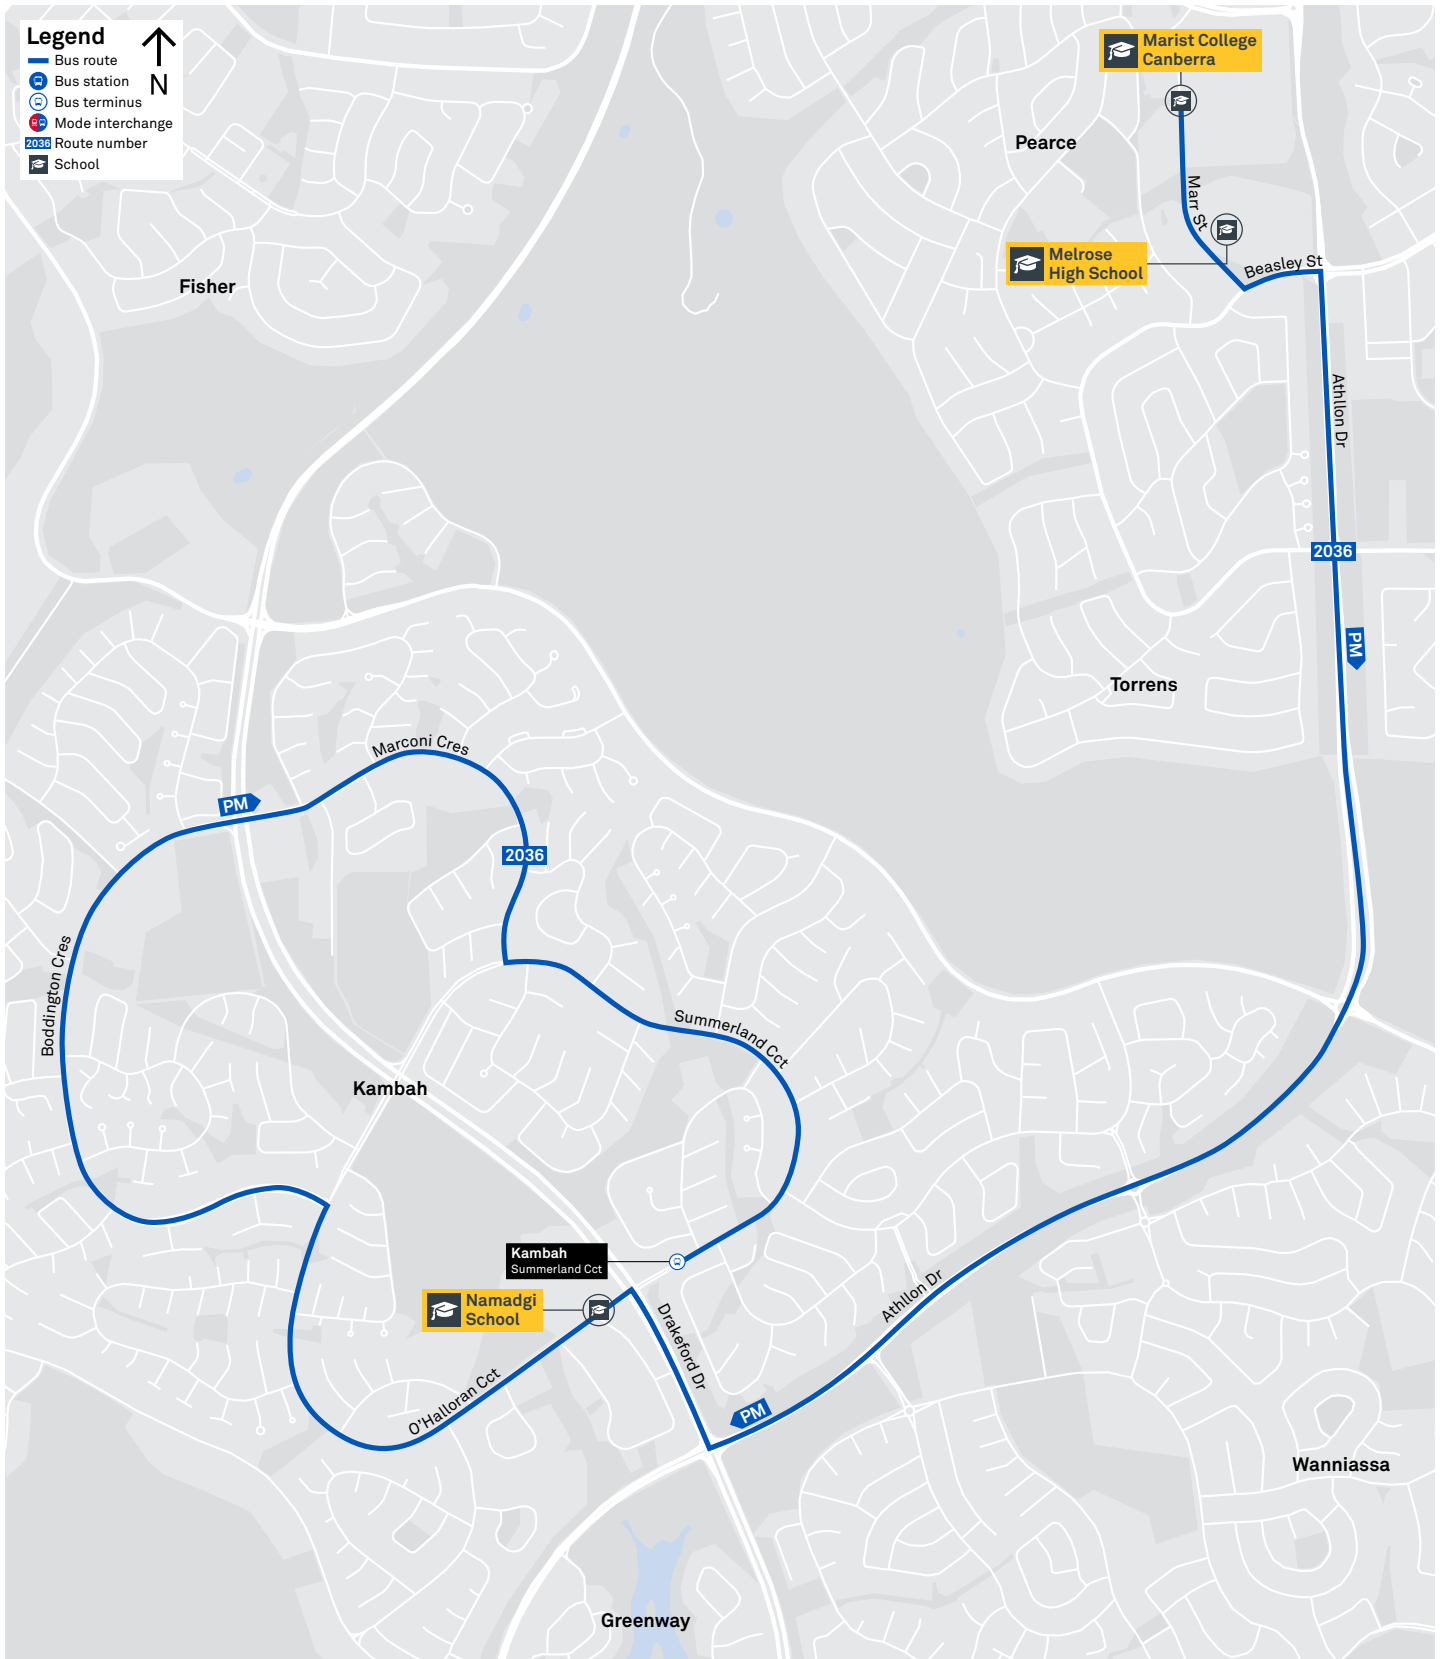 Legend
N
Bus route
Bus station
Bus terminus
Mode interchange
2036 Route number
School
Marist College
Canberra
Pearce
Marr St
Melrose
High School
Beasley St
Fisher
Athllon Dr
2036
PM
Torrens
Marconi Cres
PM
2036
Boddington Cres
Summerland Cct
Kambah
Kambah
Summerland Cct
Namadgi
School
Drakeford Dr
Athllon Dr
O'Halloran Cct
PM
Wanniassa
Greenway